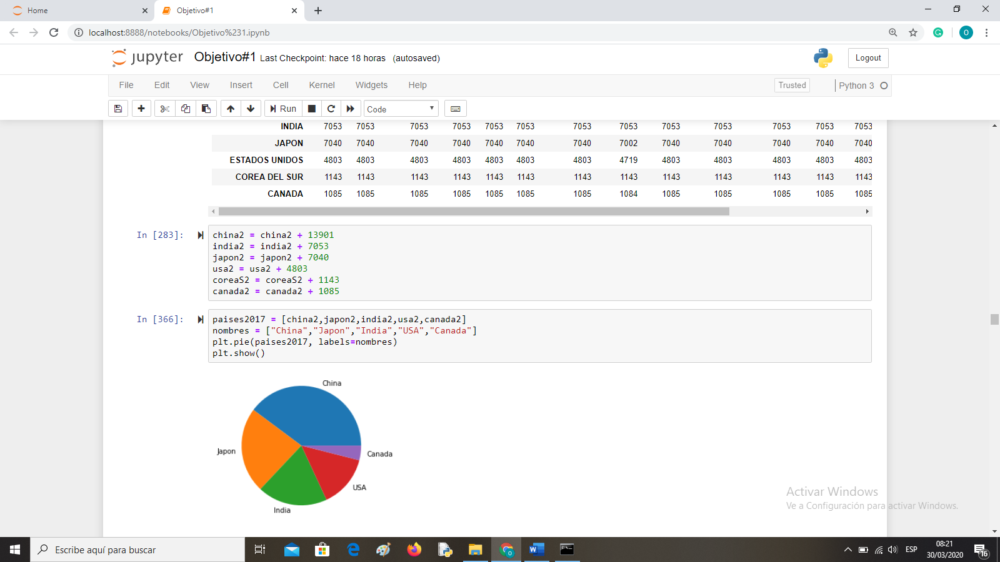 Home
Objetivo#1
localhost:8888/notebooks/Objetivo%231.ipynb
O
jupyter Objetivo#1 Last Checkpoint: hace 18 horas (autosaved)
Logout
File Edit View Insert Cell Kernel Widgets Help
Trusted
Python 3
Run
Code
INDIA 7053 7053 7053 7053 7053 7053 7053 7053 7053 7053 7053 7053 7053
JAPON 7040 7040 7040 7040 7040 7040 7040 7002 7040 7040 7040 7040 7040
ESTADOS UNIDOS 4803 4803 4803 4803 4803 4803 4803 4719 4803 4803 4803 4803 4803
COREA DEL SUR 1143 1143 1143 1143 1143 1143 1143 1143 1143 1143 1143 1143 1143
CANADA 1085 1085 1085 1085 1085 1085 1085 1084 1085 1085 1085 1085 1085
In [283]:
china2 = china2 + 13901
india2 = india2 + 7053
japon2 = japon2 + 7040
usa2 = usa2 + 4803
coreaS2 = coreaS2 + 1143
canada2 = canada2 + 1085
In [366]:
paises2017 = [china2,japon2,india2,usa2,canada2]
nombres = ["China","Japon","India","USA","Canada"]
plt.pie(paises2017, labels=nombres)
plt.show()
China
Japon
Canada
USA
India
Activar Windows
Ve a Configuración para activar Windows.
Escribe aquí para buscar
ESP
08:21
30/03/2020
16